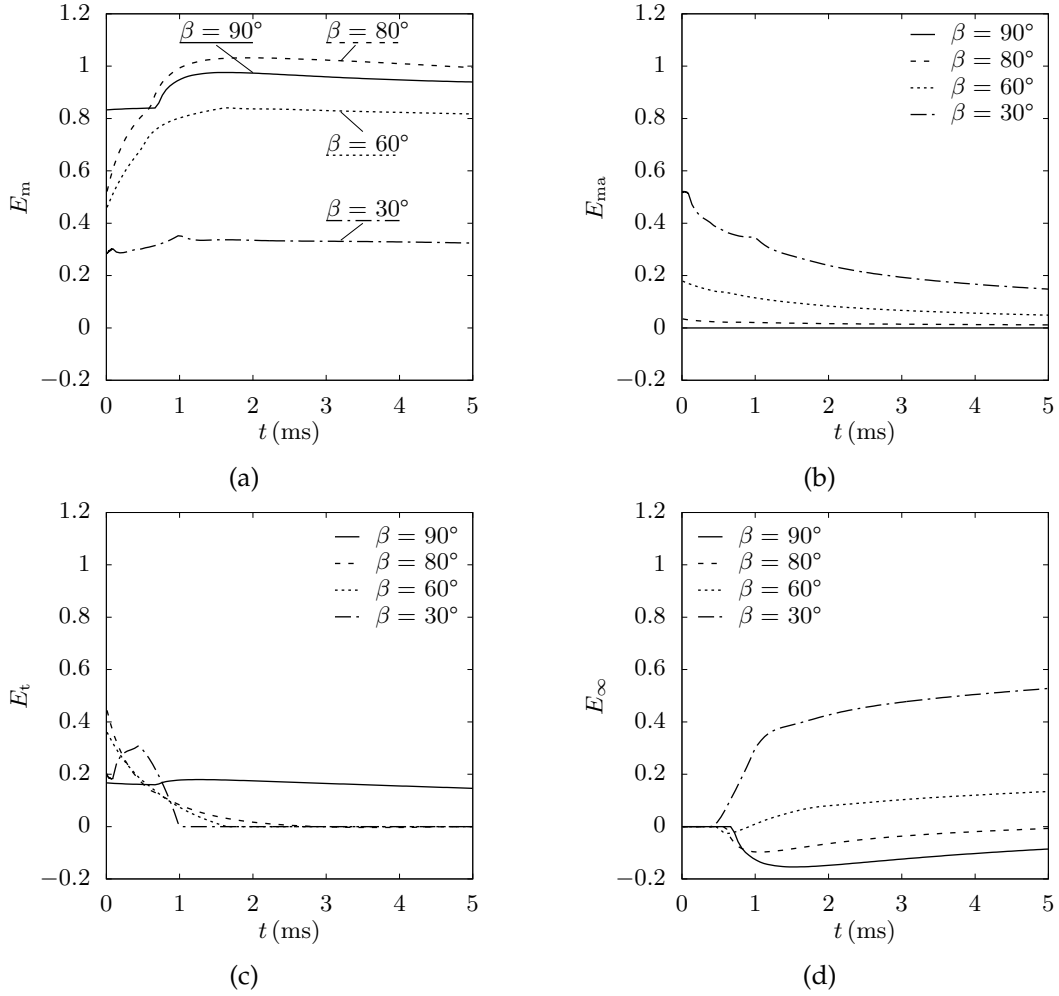 1.2
1
0.8
0.6
0.4
0.2
0
−0.2
E_m
β = 90°
β = 80°
β = 60°
β = 30°
0 1 2 3 4 5
t (ms)
(a)
1.2
1
0.8
0.6
0.4
0.2
0
−0.2
E_ma
β = 90°
β = 80°
β = 60°
β = 30°
0 1 2 3 4 5
t (ms)
(b)
1.2
1
0.8
0.6
0.4
0.2
0
−0.2
E_t
β = 90°
β = 80°
β = 60°
β = 30°
0 1 2 3 4 5
t (ms)
(c)
1.2
1
0.8
0.6
0.4
0.2
0
−0.2
E_∞
β = 90°
β = 80°
β = 60°
β = 30°
0 1 2 3 4 5
t (ms)
(d)